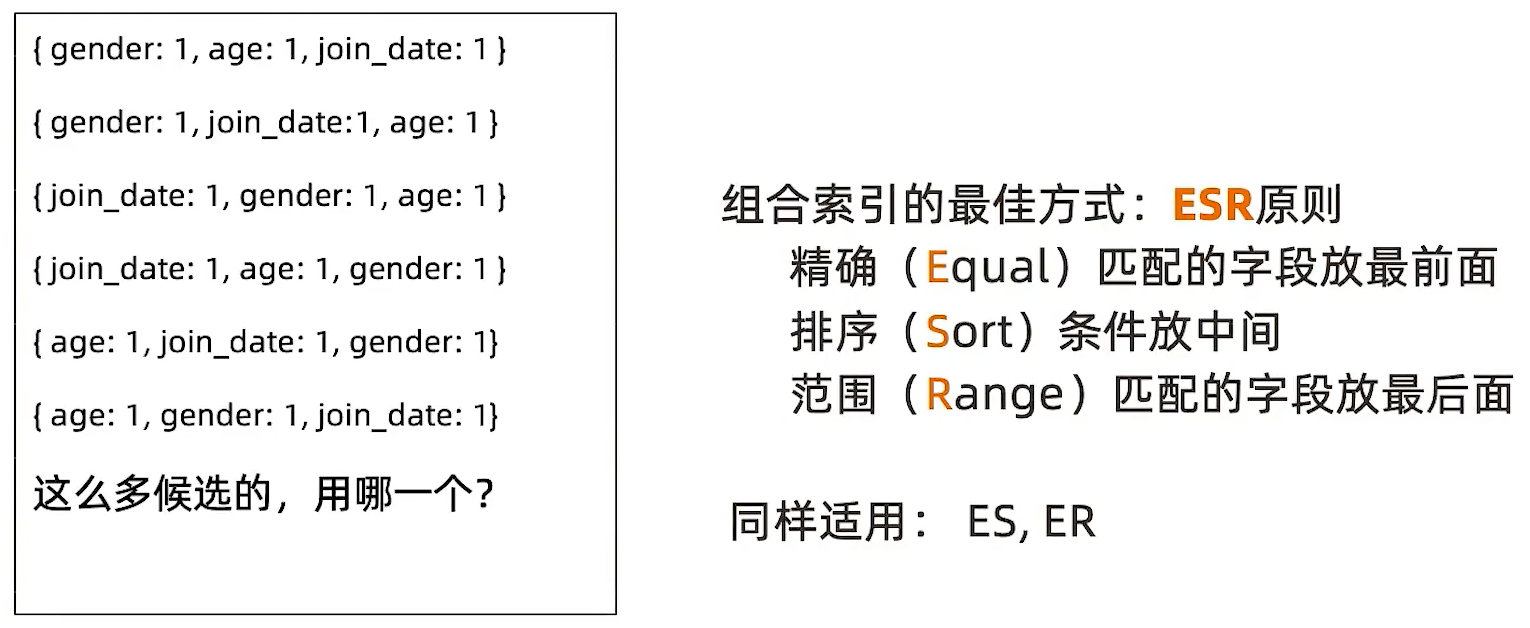 { gender: 1, age: 1, join_date: 1 }
{ gender: 1, join_date:1, age: 1 }
{ join_date: 1, gender: 1, age: 1 }
{ join_date: 1, age: 1, gender: 1 }
{ age: 1, join_date: 1, gender: 1}
{ age: 1, gender: 1, join_date: 1}
这么多候选的，用哪一个？
组合索引的最佳方式：ESR原则
精确（Equal）匹配的字段放最前面
排序（Sort）条件放中间
范围（Range）匹配的字段放最后面
同样适用： ES, ER